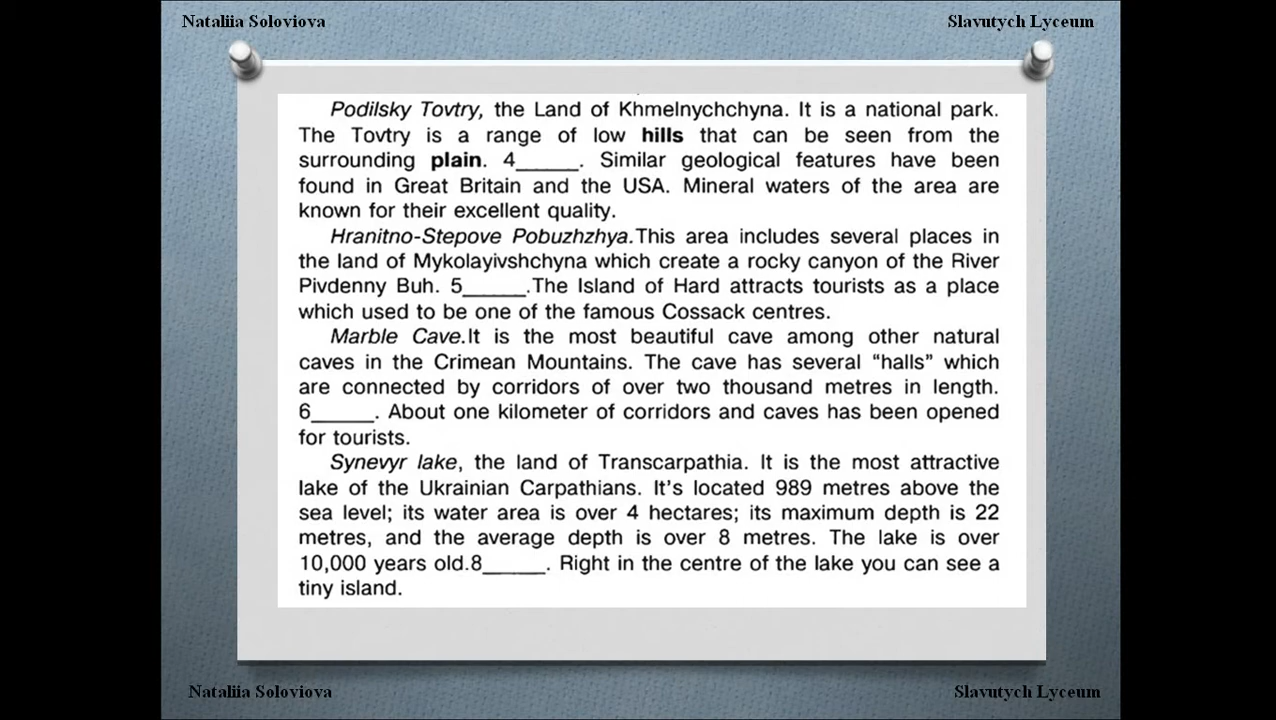 Nataliia Soloviova
Slavutych Lyceum
Podilsky Tovtry, the Land of Khmelnychchyna. It is a national park.
The Tovtry is a range of low hills that can be seen from the
surrounding plain. 4_____. Similar geological features have been
found in Great Britain and the USA. Mineral waters of the area are
known for their excellent quality.
Hranitno-Stepove Pobuzhzhya.This area includes several places in
the land of Mykolayivshchyna which create a rocky canyon of the River
Pivdenny Buh. 5_____.The Island of Hard attracts tourists as a place
which used to be one of the famous Cossack centres.
Marble Cave.It is the most beautiful cave among other natural
caves in the Crimean Mountains. The cave has several “halls” which
are connected by corridors of over two thousand metres in length.
6_____. About one kilometer of corridors and caves has been opened
for tourists.
Synevyr lake, the land of Transcarpathia. It is the most attractive
lake of the Ukrainian Carpathians. It’s located 989 metres above the
sea level; its water area is over 4 hectares; its maximum depth is 22
metres, and the average depth is over 8 metres. The lake is over
10,000 years old.8_____. Right in the centre of the lake you can see a
tiny island.
Nataliia Soloviova
Slavutych Lyceum